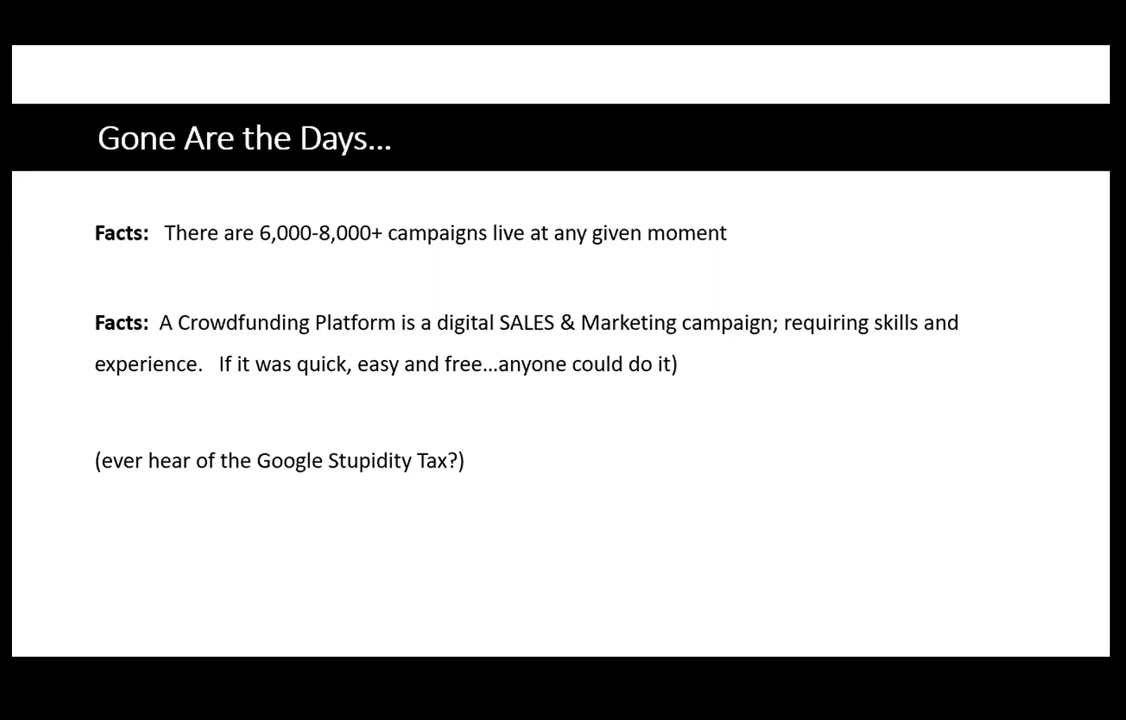 Gone Are the Days...
Facts:   There are 6,000-8,000+ campaigns live at any given moment
Facts:  A Crowdfunding Platform is a digital SALES & Marketing campaign; requiring skills and
experience.   If it was quick, easy and free...anyone could do it)
(ever hear of the Google Stupidity Tax?)